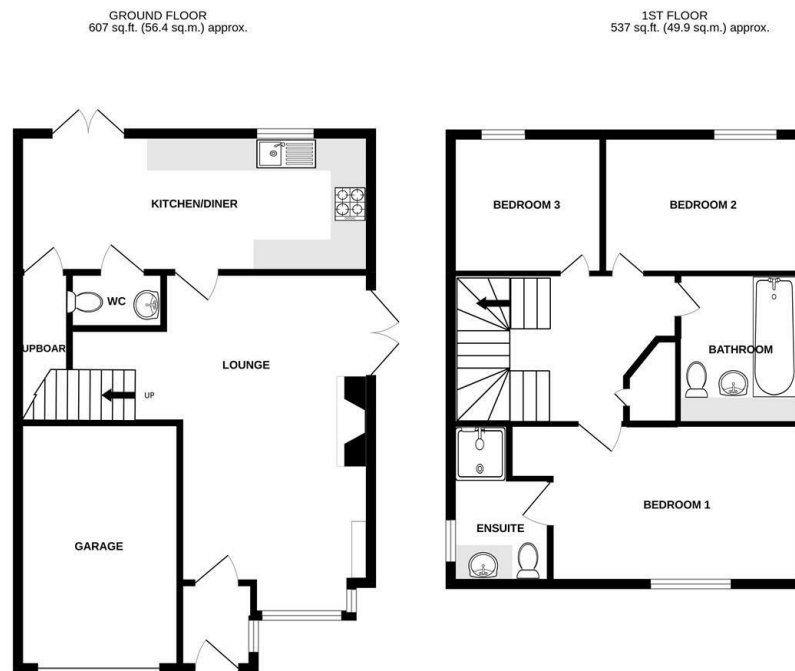 GROUND FLOOR
607 sq.ft. (56.4 sq.m.) approx.
1ST FLOOR
537 sq.ft. (49.9 sq.m.) approx.
KITCHEN/DINER
BEDROOM 3
BEDROOM 2
WC
UPBOAR
LOUNGE
BATHROOM
UP
BEDROOM 1
ENSUITE
GARAGE